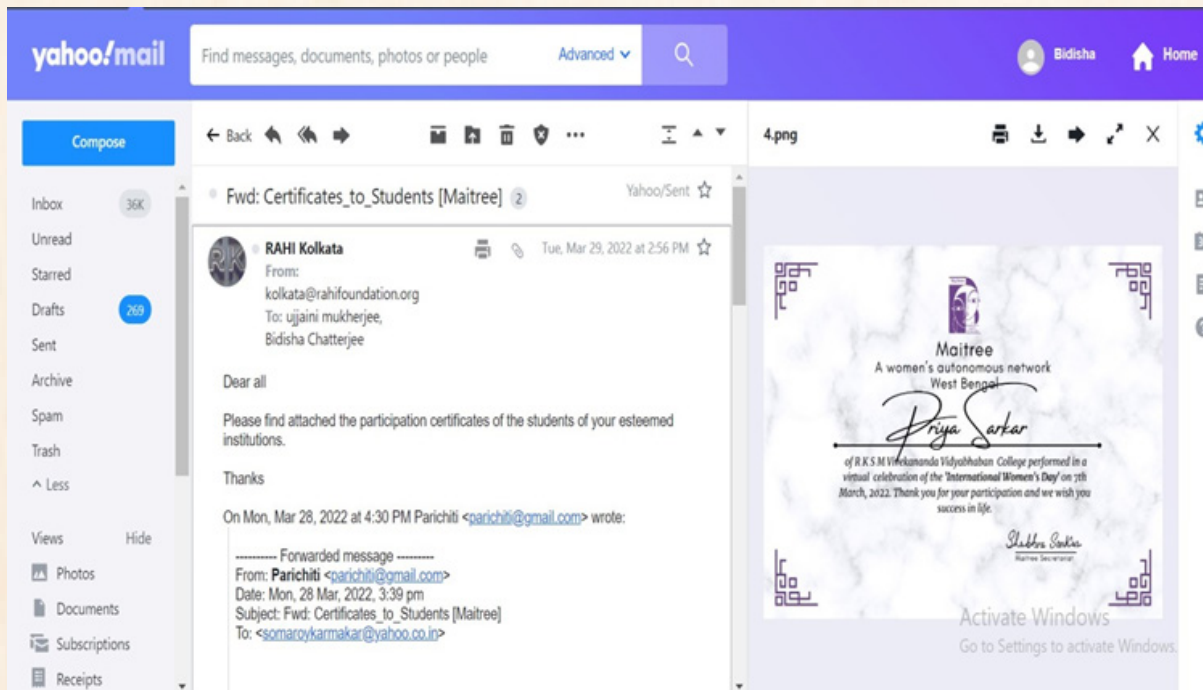 yahoo!mail
Find messages, documents, photos or people
Advanced
Bidisha
Home
Compose
Inbox 36K
Unread
Starred
Drafts 269
Sent
Archive
Spam
Trash
Less
Views Hide
Photos
Documents
Subscriptions
Receipts
Back
Fwd: Certificates_to_Students [Maitree] 2
Yahoo/Sent
RK
RAHI Kolkata
Tue, Mar 29, 2022 at 2:56 PM
From:
kolkata@rahifoundation.org
To: ujjaini mukherjee,
Bidisha Chatterjee
Dear all
Please find attached the participation certificates of the students of your esteemed
institutions.
Thanks
On Mon, Mar 28, 2022 at 4:30 PM Parichiti <parichiti@gmail.com> wrote:
---------- Forwarded message ---------
From: Parichiti <parichiti@gmail.com>
Date: Mon, 28 Mar, 2022, 3:39 pm
Subject: Fwd: Certificates_to_Students [Maitree]
To: <somaroykarmakar@yahoo.co.in>
4.png
Maitree
A women's autonomous network
West Bengal
Priya Sarkar
of R.K.S.M Vivekananda Vidyabhaban College performed in a
virtual celebration of the 'International Women's Day' on 7th
March, 2022. Thank you for your participation and we wish you
success in life.
Maitree Secretariat
Activate Windows
Go to Settings to activate Windows.